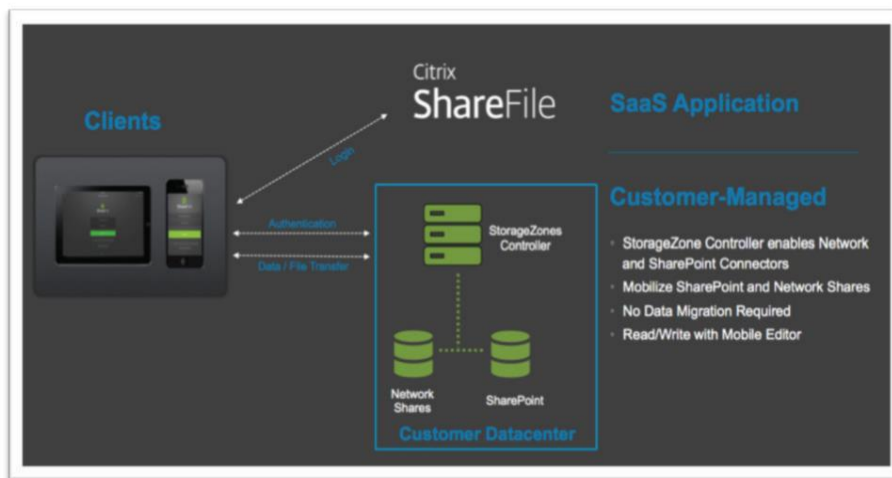 Citrix
ShareFile
SaaS Application
Clients
Login
Customer-Managed
Authentication
StorageZones
Controller
Data / File Transfer
StorageZone Controller enables Network
and SharePoint Connectors
Mobilize SharePoint and Network Shares
No Data Migration Required
Read/Write with Mobile Editor
Network
Shares
SharePoint
Customer Datacenter